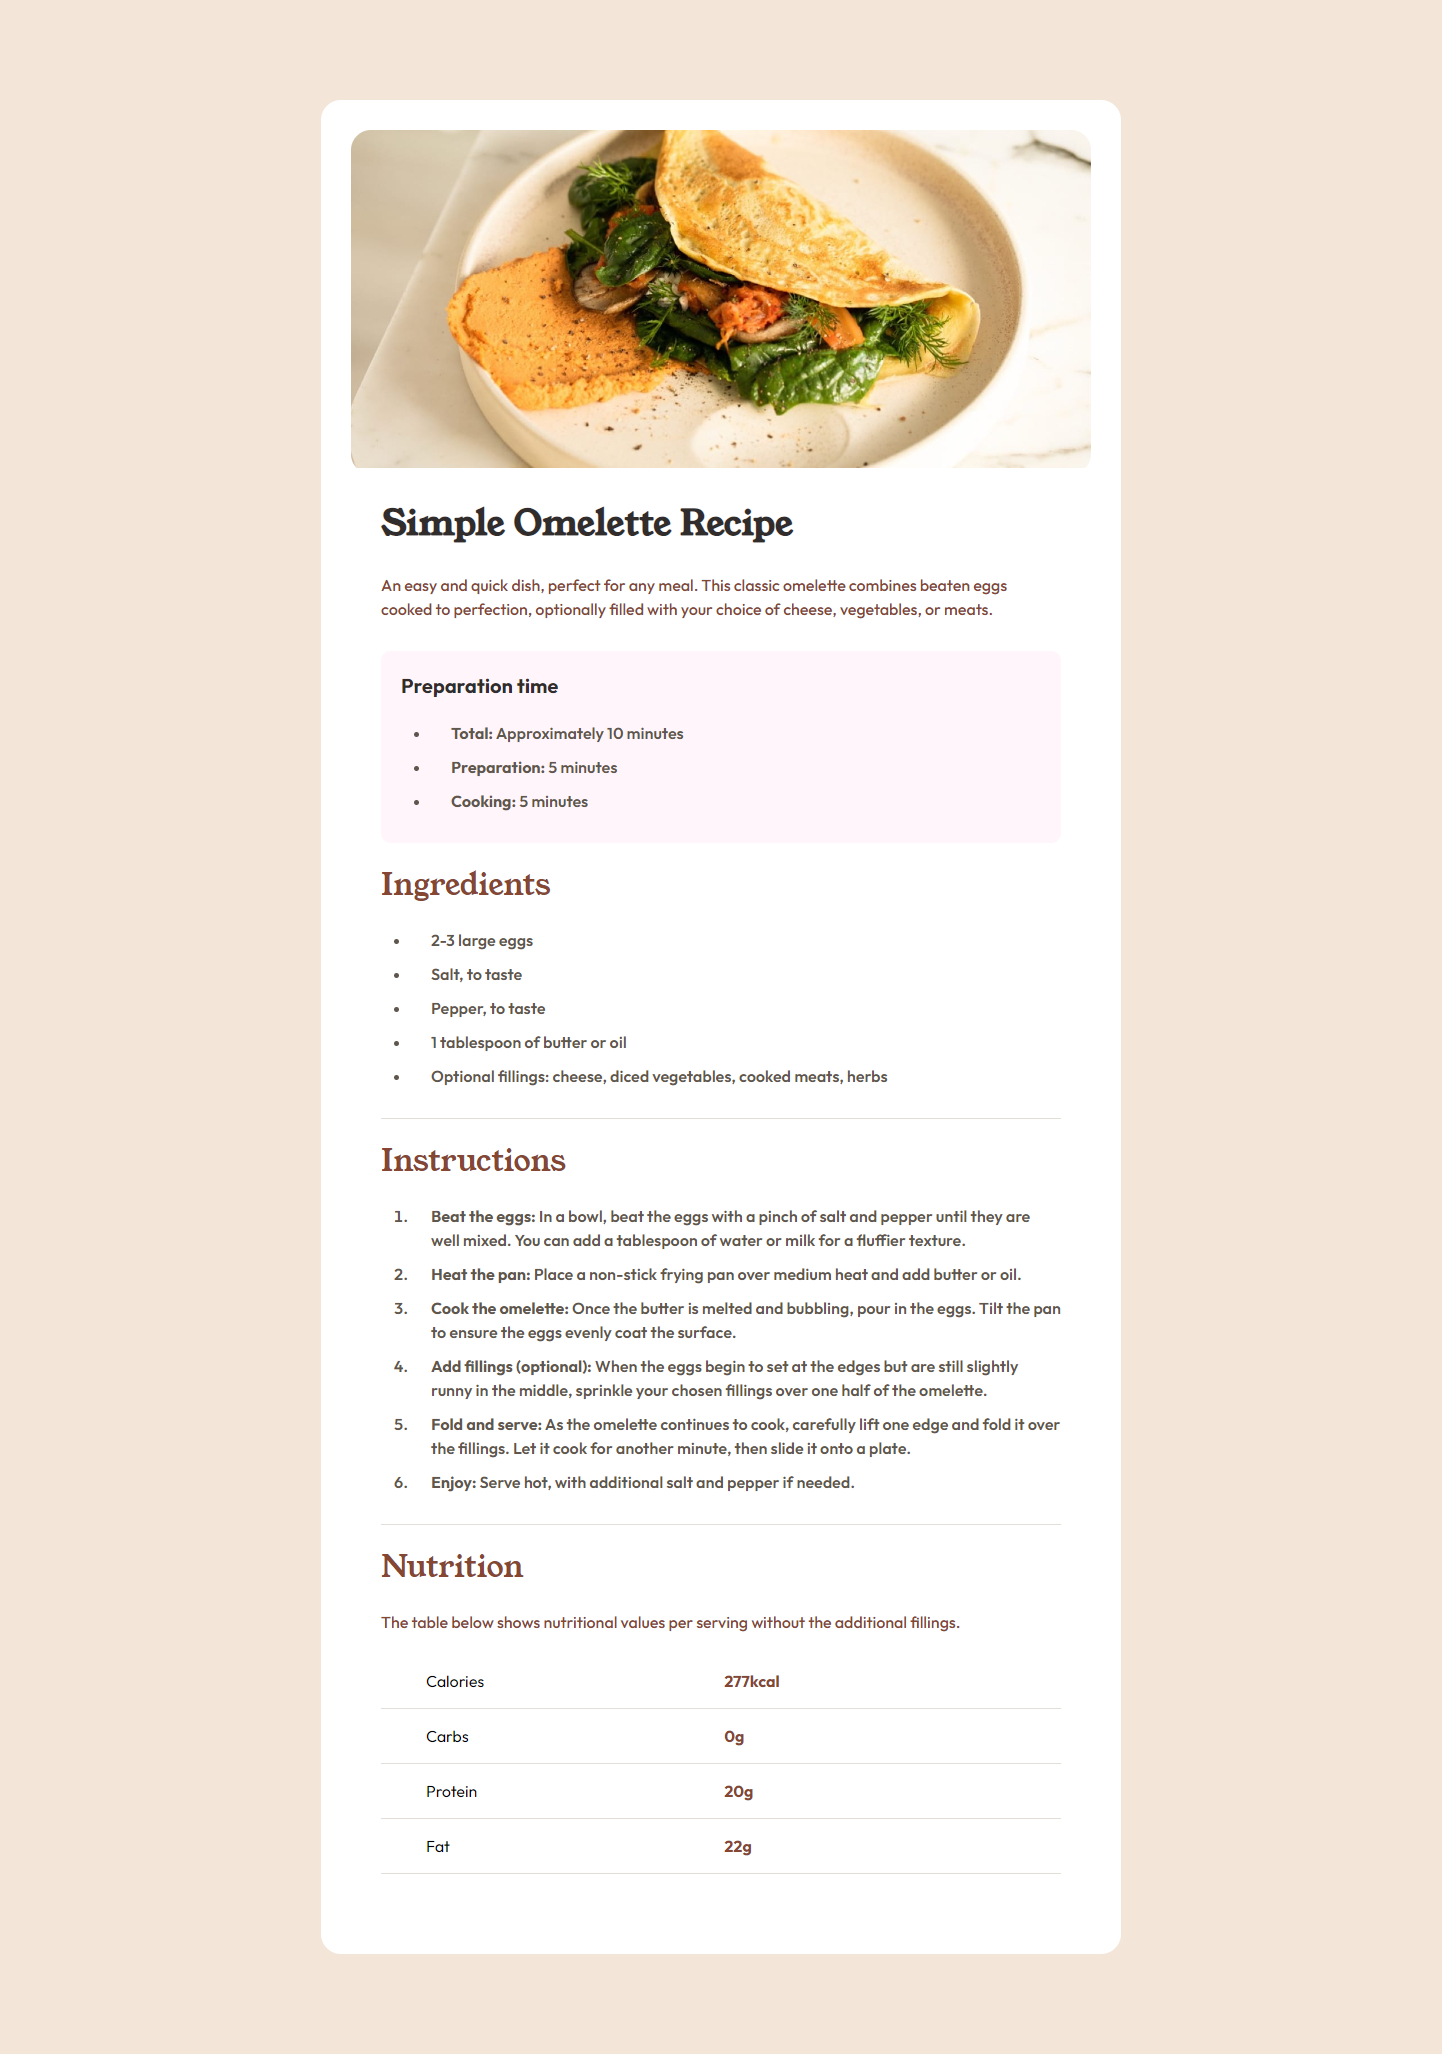 Simple Omelette Recipe
An easy and quick dish, perfect for any meal. This classic omelette combines beaten eggs
cooked to perfection, optionally filled with your choice of cheese, vegetables, or meats.
Preparation time
• Total: Approximately 10 minutes
• Preparation: 5 minutes
• Cooking: 5 minutes
Ingredients
• 2-3 large eggs
• Salt, to taste
• Pepper, to taste
• 1 tablespoon of butter or oil
• Optional fillings: cheese, diced vegetables, cooked meats, herbs
Instructions
1. Beat the eggs: In a bowl, beat the eggs with a pinch of salt and pepper until they are
well mixed. You can add a tablespoon of water or milk for a fluffier texture.
2. Heat the pan: Place a non-stick frying pan over medium heat and add butter or oil.
3. Cook the omelette: Once the butter is melted and bubbling, pour in the eggs. Tilt the pan
to ensure the eggs evenly coat the surface.
4. Add fillings (optional): When the eggs begin to set at the edges but are still slightly
runny in the middle, sprinkle your chosen fillings over one half of the omelette.
5. Fold and serve: As the omelette continues to cook, carefully lift one edge and fold it over
the fillings. Let it cook for another minute, then slide it onto a plate.
6. Enjoy: Serve hot, with additional salt and pepper if needed.
Nutrition
The table below shows nutritional values per serving without the additional fillings.
Calories 277kcal
Carbs 0g
Protein 20g
Fat 22g